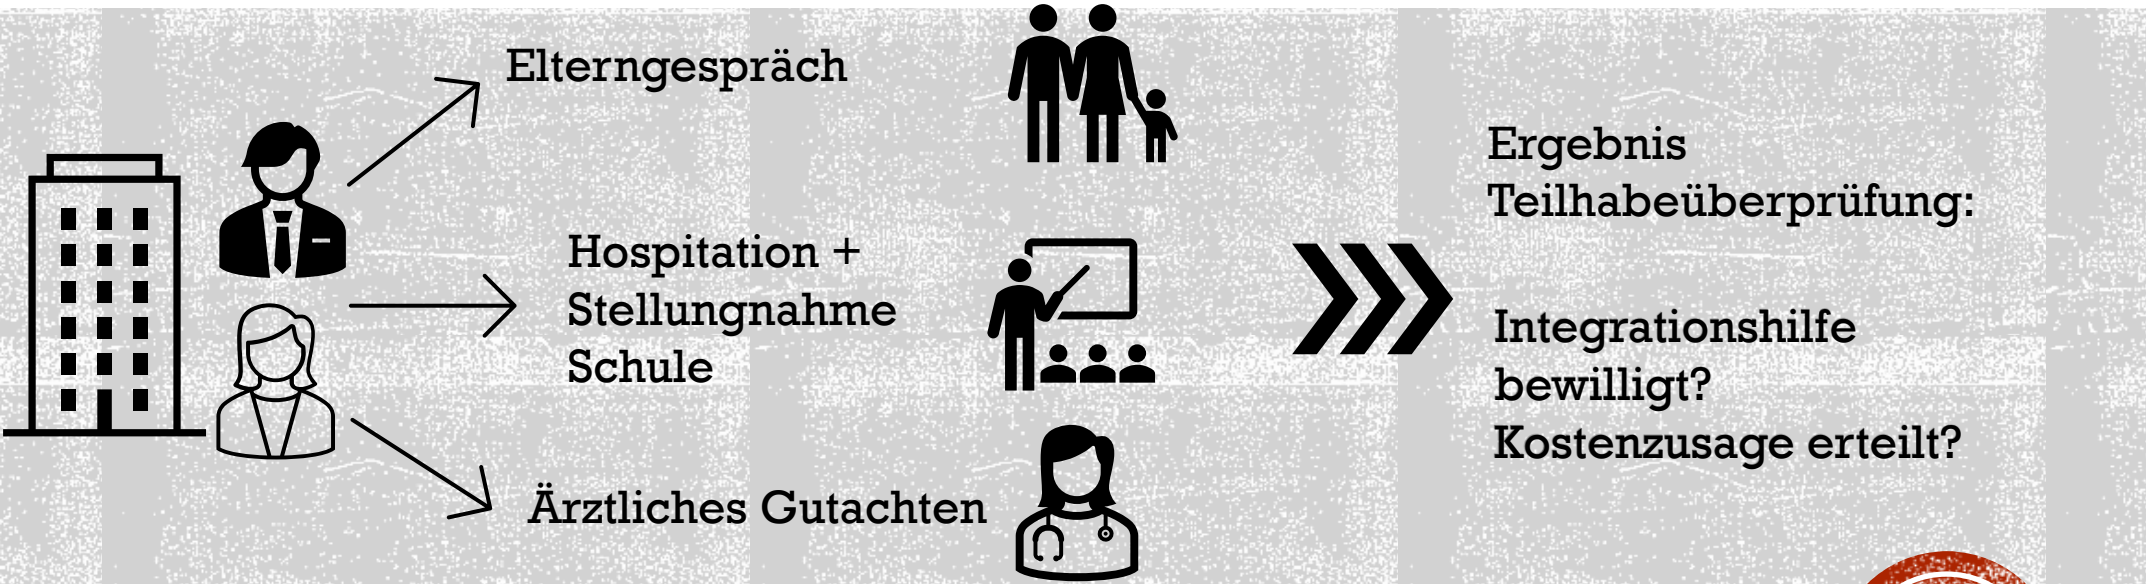 Elterngespräch
Hospitation +
Stellungnahme
Schule
Ärztliches Gutachten
Ergebnis
Teilhabeüberprüfung:
Integrationshilfe
bewilligt?
Kostenzusage erteilt?